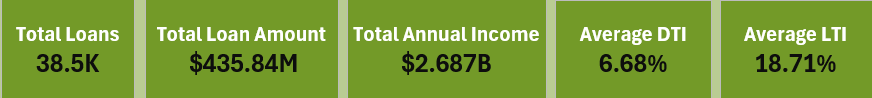 Total Loans
38.5K
Total Loan Amount
$435.84M
Total Annual Income
$2.687B
Average DTI
6.68%
Average LTI
18.71%